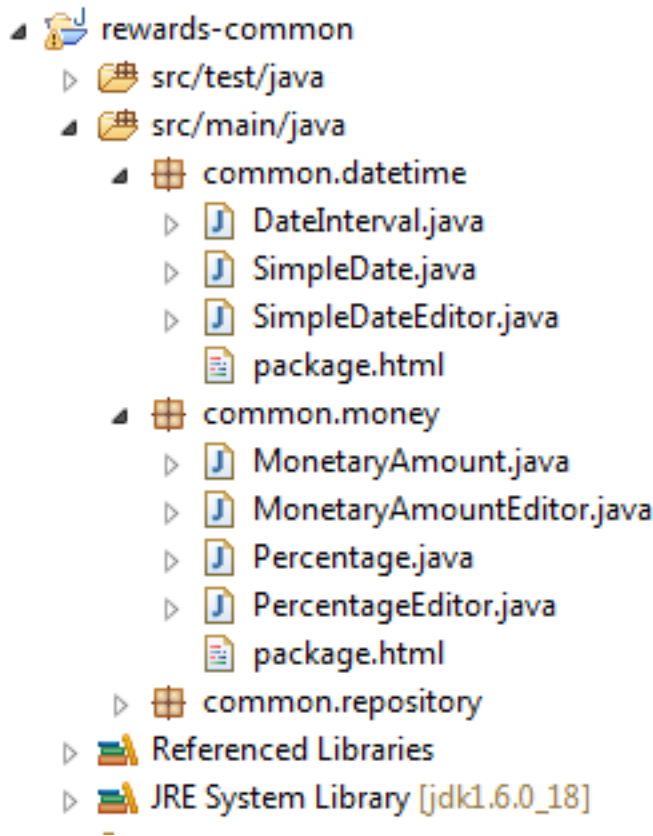 rewards-common
src/test/java
src/main/java
common.datetime
DateInterval.java
SimpleDate.java
SimpleDateEditor.java
package.html
common.money
MonetaryAmount.java
MonetaryAmountEditor.java
Percentage.java
PercentageEditor.java
package.html
common.repository
Referenced Libraries
JRE System Library [jdk1.6.0_18]